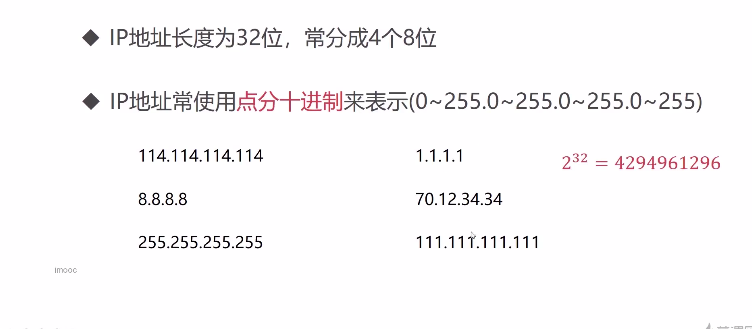 ◆ IP地址长度为32位，常分成4个8位
◆ IP地址常使用点分十进制来表示(0~255.0~255.0~255.0~255)
114.114.114.114 1.1.1.1 2^32 = 4294961296
8.8.8.8 70.12.34.34
255.255.255.255 111.111.111.111
imooc